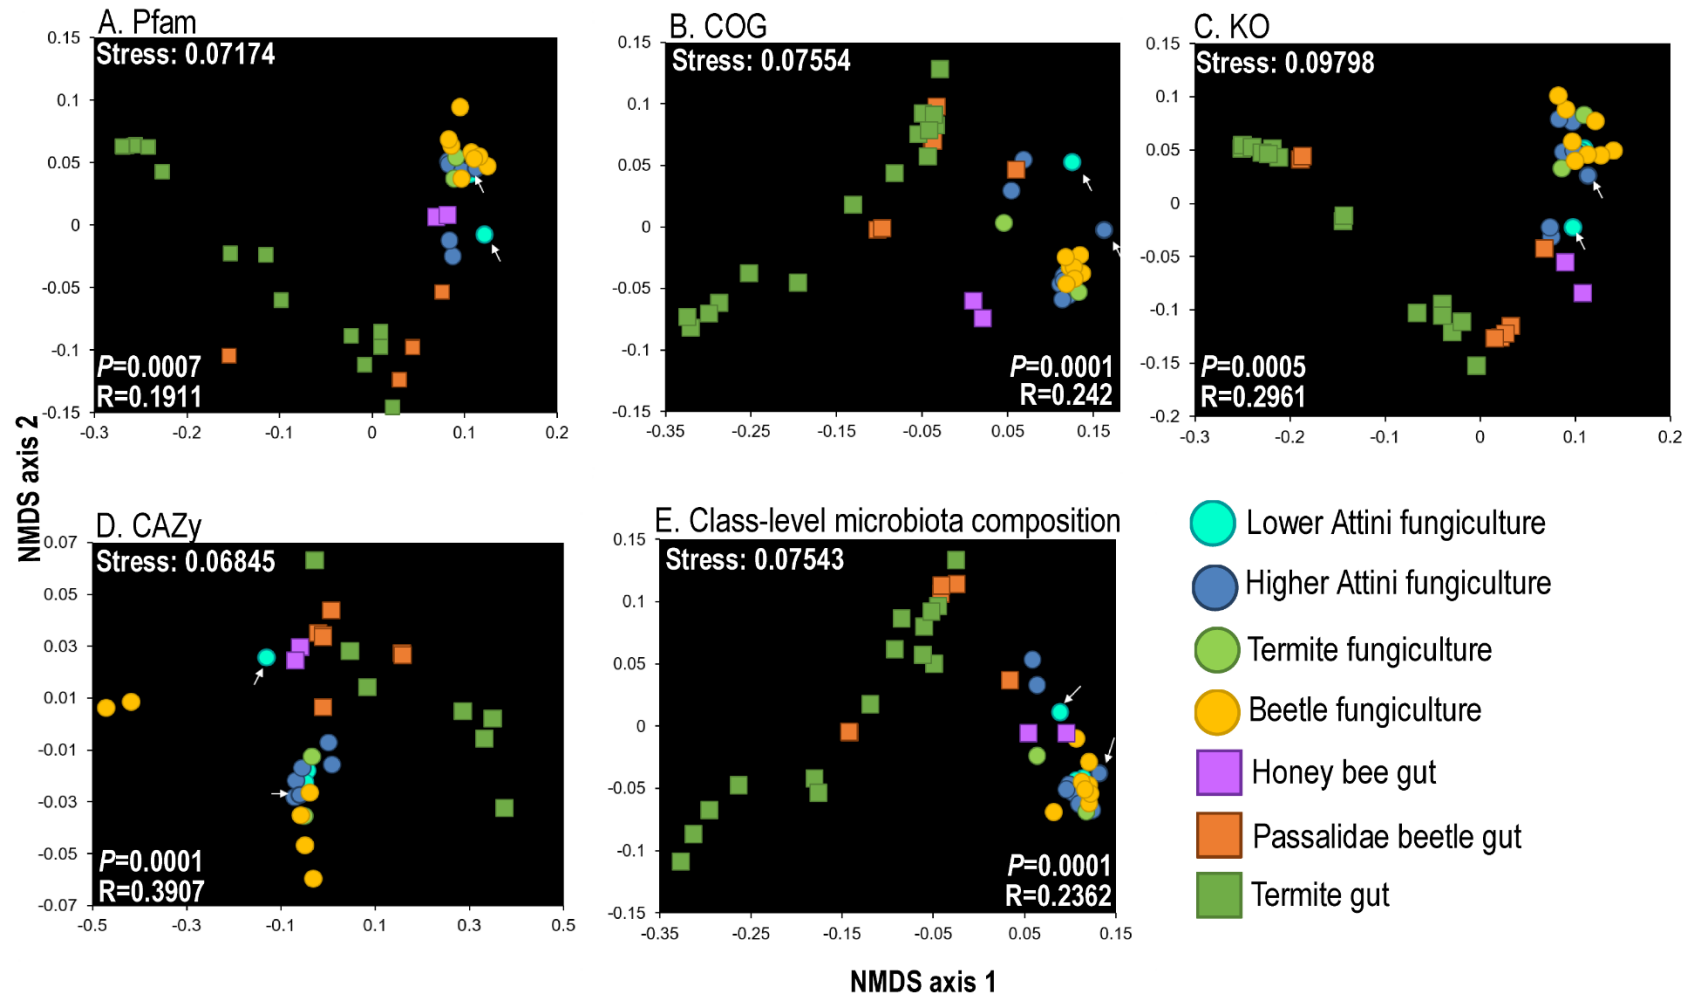 A. Pfam
Stress: 0.07174
0.15
0.1
0.05
0
-0.05
-0.1
-0.15
-0.3
-0.2
-0.1
0
0.1
0.2
P=0.0007
R=0.1911
B. COG
Stress: 0.07554
0.15
0.1
0.05
0
-0.05
-0.1
-0.15
-0.35
-0.25
-0.15
-0.05
0.05
0.15
P=0.0001
R=0.242
C. KO
Stress: 0.09798
0.15
0.1
0.05
0
-0.05
-0.1
-0.15
-0.2
-0.3
-0.2
-0.1
0
0.1
0.2
P=0.0005
R=0.2961
NMDS axis 2
D. CAZy
Stress: 0.06845
0.07
0.05
0.03
0.01
-0.01
-0.03
-0.05
-0.07
-0.5
-0.3
-0.1
0.1
0.3
0.5
P=0.0001
R=0.3907
E. Class-level microbiota composition
Stress: 0.07543
0.15
0.1
0.05
0
-0.05
-0.1
-0.15
-0.35
-0.25
-0.15
-0.05
0.05
0.15
P=0.0001
R=0.2362
Lower Attini fungiculture
Higher Attini fungiculture
Termite fungiculture
Beetle fungiculture
Honey bee gut
Passalidae beetle gut
Termite gut
NMDS axis 1